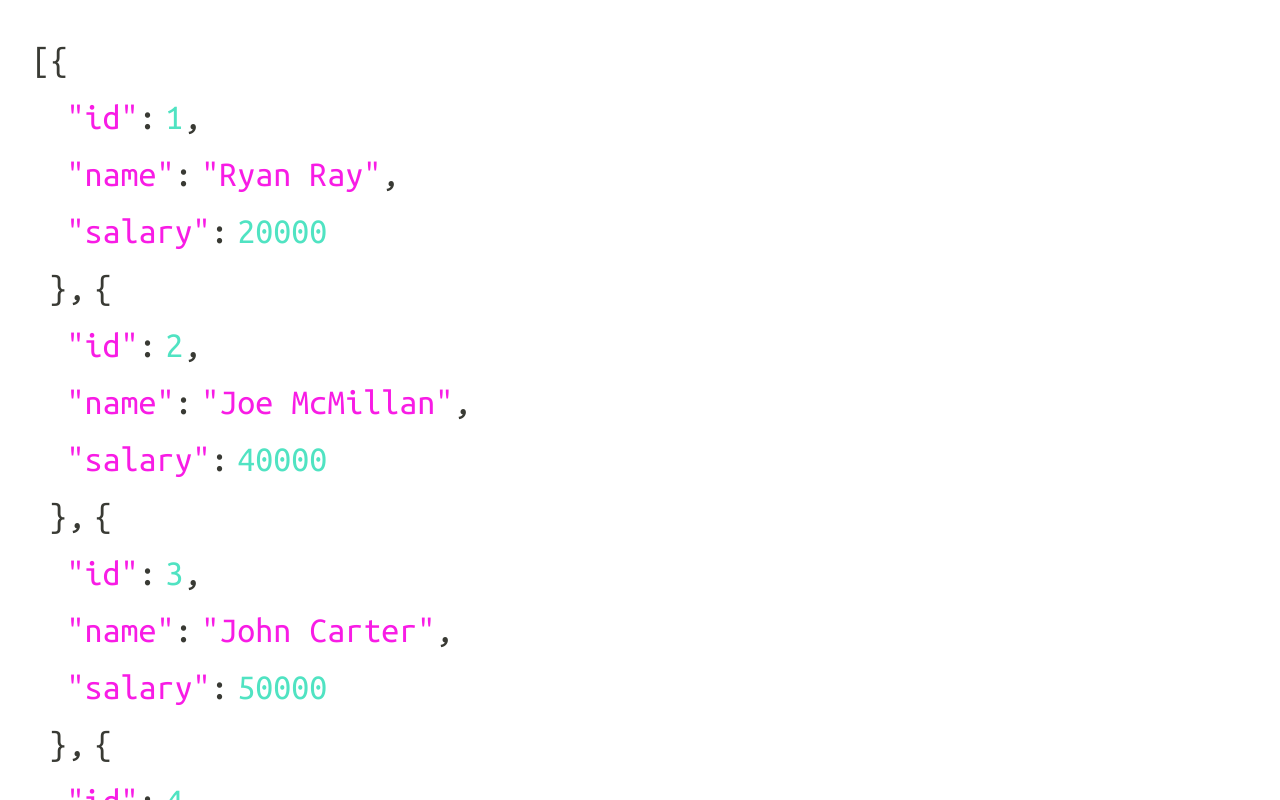 [{
"id": 1,
"name": "Ryan Ray",
"salary": 20000
}, {
"id": 2,
"name": "Joe McMillan",
"salary": 40000
}, {
"id": 3,
"name": "John Carter",
"salary": 50000
}, {
"id": 4